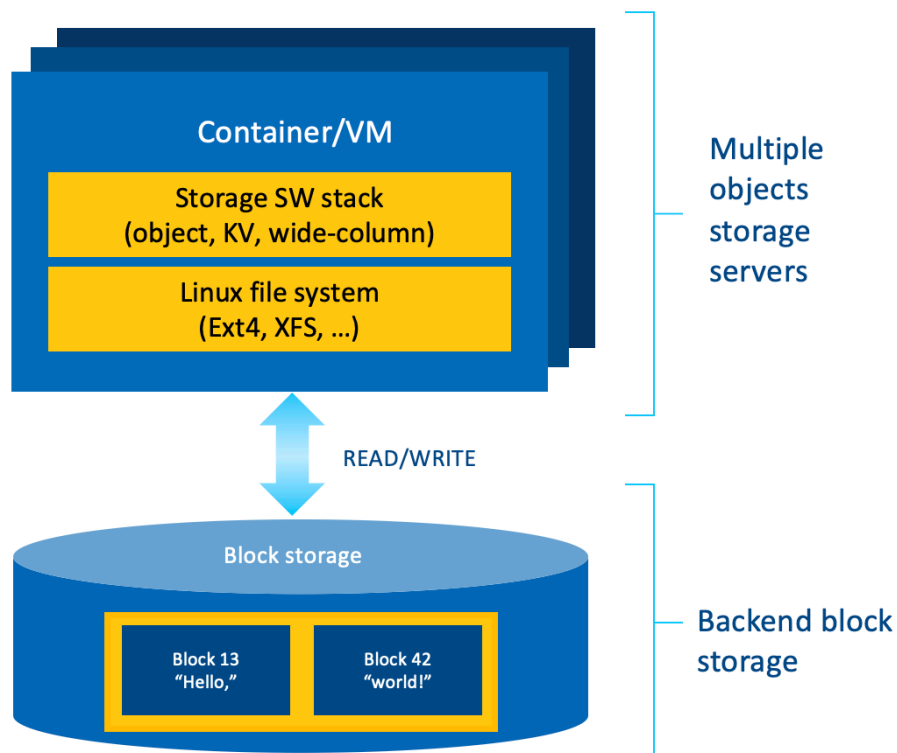 Container/VM
Storage SW stack
(object, KV, wide-column)
Linux file system
(Ext4, XFS, ...)
Multiple
objects
storage
servers
READ/WRITE
Block storage
Block 13
“Hello,”
Block 42
“world!”
Backend block
storage